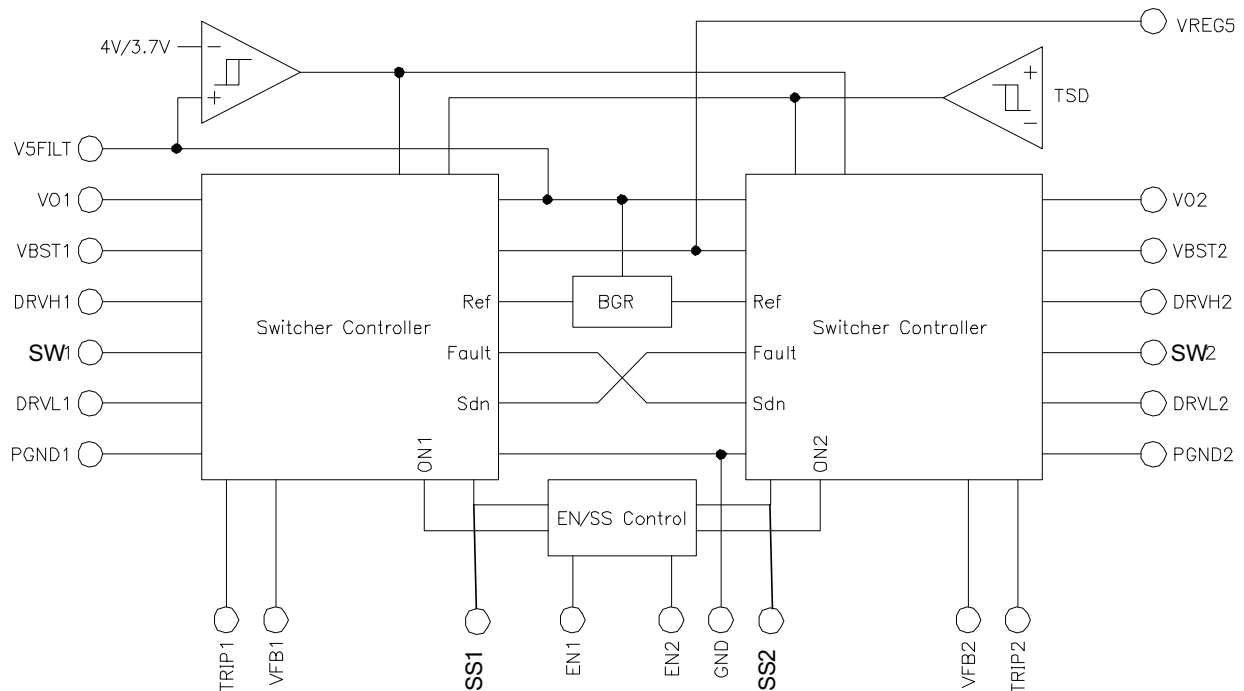 VREG5
4V/3.7V
−
+
+
−
TSD
V5FILT
VO1
VO2
VBST1
VBST2
DRVH1
Ref
BGR
Ref
DRVH2
Switcher Controller
Switcher Controller
SW1
Fault
Fault
SW2
DRVL1
Sdn
Sdn
DRVL2
PGND1
ON1
ON2
PGND2
EN/SS Control
TRIP1
VFB1
SS1
EN1
EN2
GND
SS2
VFB2
TRIP2